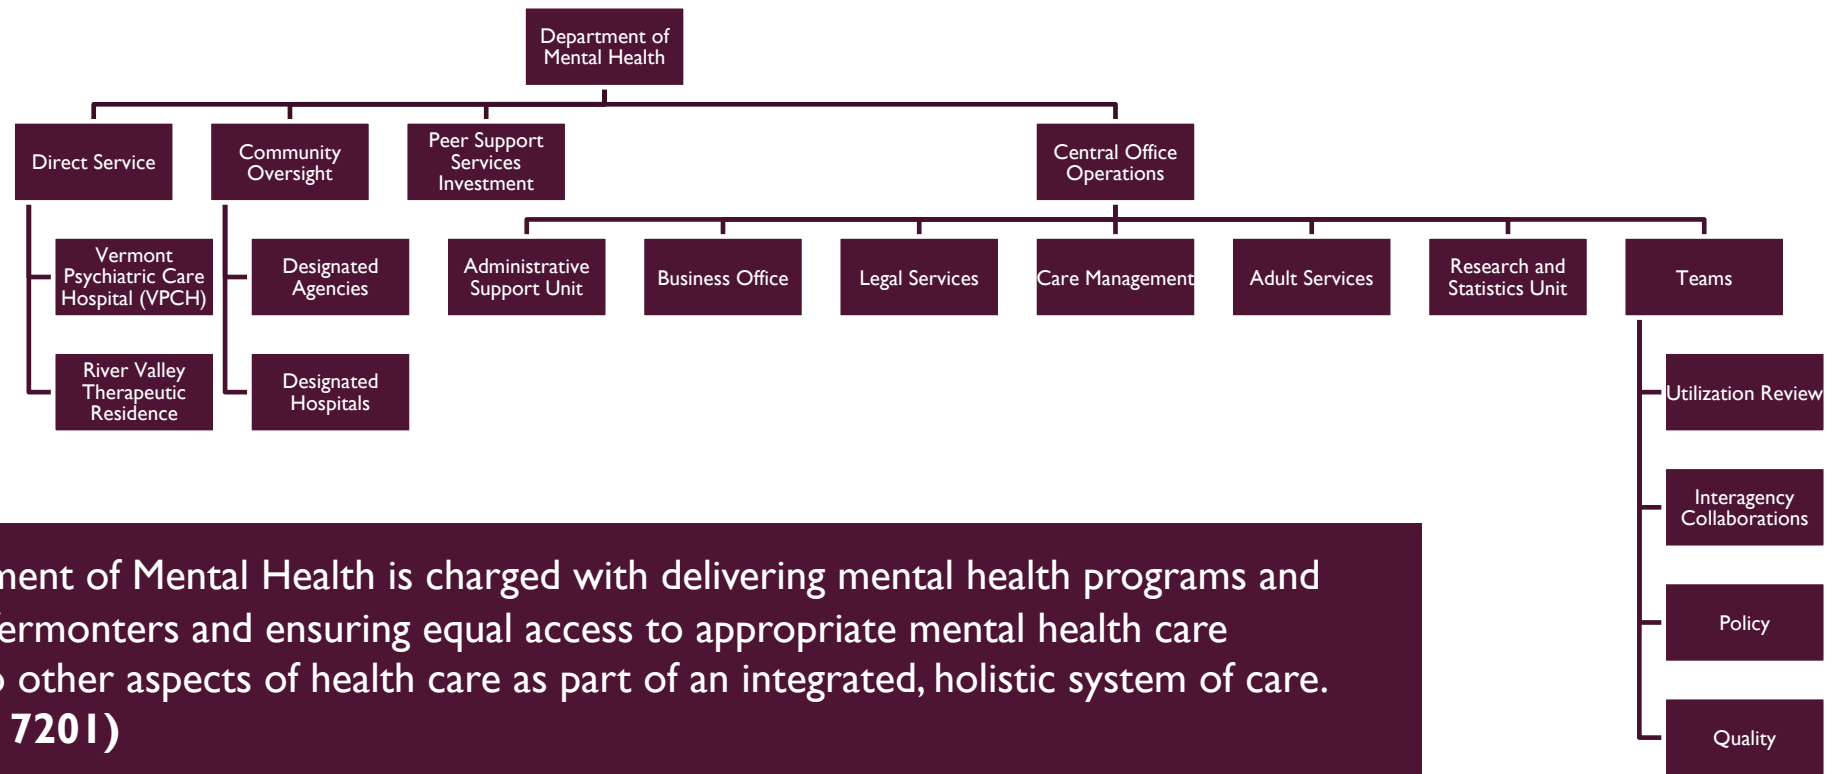 Department of
Mental Health
Direct Service
Community
Oversight
Peer Support
Services
Investment
Central Office
Operations
Vermont
Psychiatric Care
Hospital (VPCH)
Designated
Agencies
Administrative
Support Unit
Business Office
Legal Services
Care Management
Adult Services
Research and
Statistics Unit
Teams
River Valley
Therapeutic
Residence
Designated
Hospitals
Utilization Review
Interagency
Collaborations
Policy
Quality
ment of Mental Health is charged with delivering mental health programs and
ermonters and ensuring equal access to appropriate mental health care
o other aspects of health care as part of an integrated, holistic system of care.
7201)